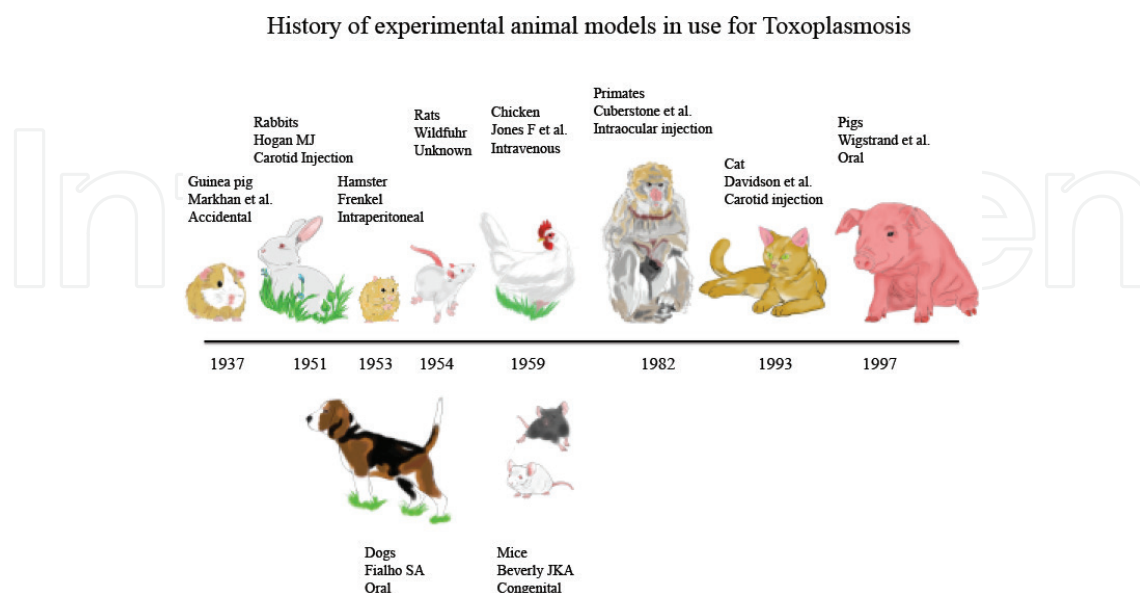 History of experimental animal models in use for Toxoplasmosis
Guinea pig
Markhan et al.
Accidental
Rabbits
Hogan MJ
Carotid Injection
Hamster
Frenkel
Intraperitoneal
Rats
Wildfuhr
Unknown
Chicken
Jones F et al.
Intravenous
Primates
Cuberstone et al.
Intraocular injection
Cat
Davidson et al.
Carotid injection
Pigs
Wigstrand et al.
Oral
1937 1951 1953 1954 1959 1982 1993 1997
Dogs
Fialho SA
Oral
Mice
Beverly JKA
Congenital